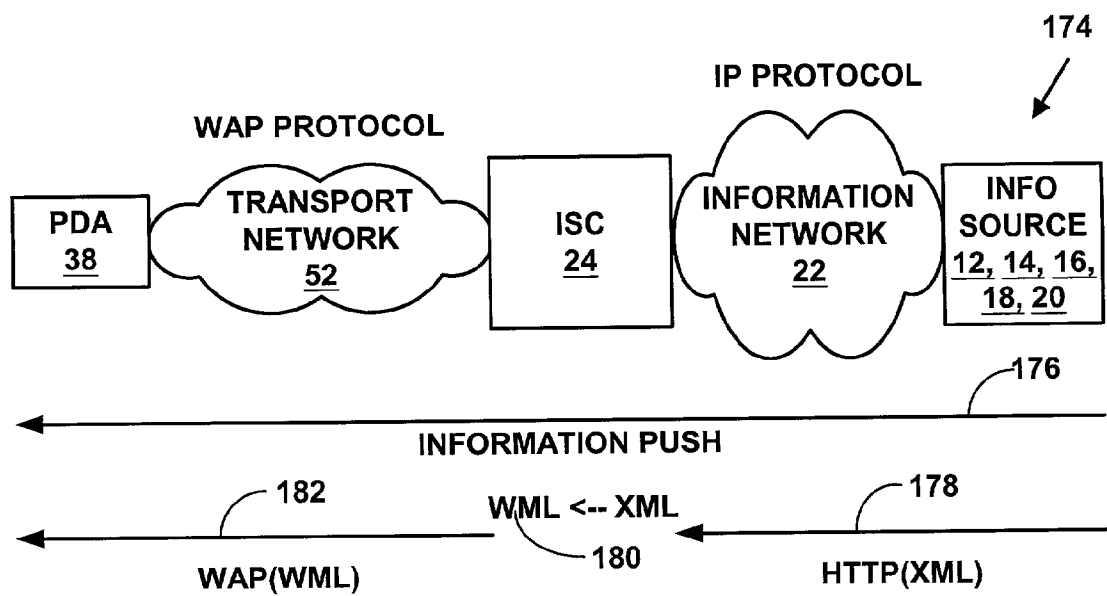 174
IP PROTOCOL
WAP PROTOCOL
PDA
38
TRANSPORT
NETWORK
52
ISC
24
INFORMATION
NETWORK
22
INFO
SOURCE
12, 14, 16,
18, 20
176
INFORMATION PUSH
182
WML <-- XML
178
180
WAP(WML)
HTTP(XML)